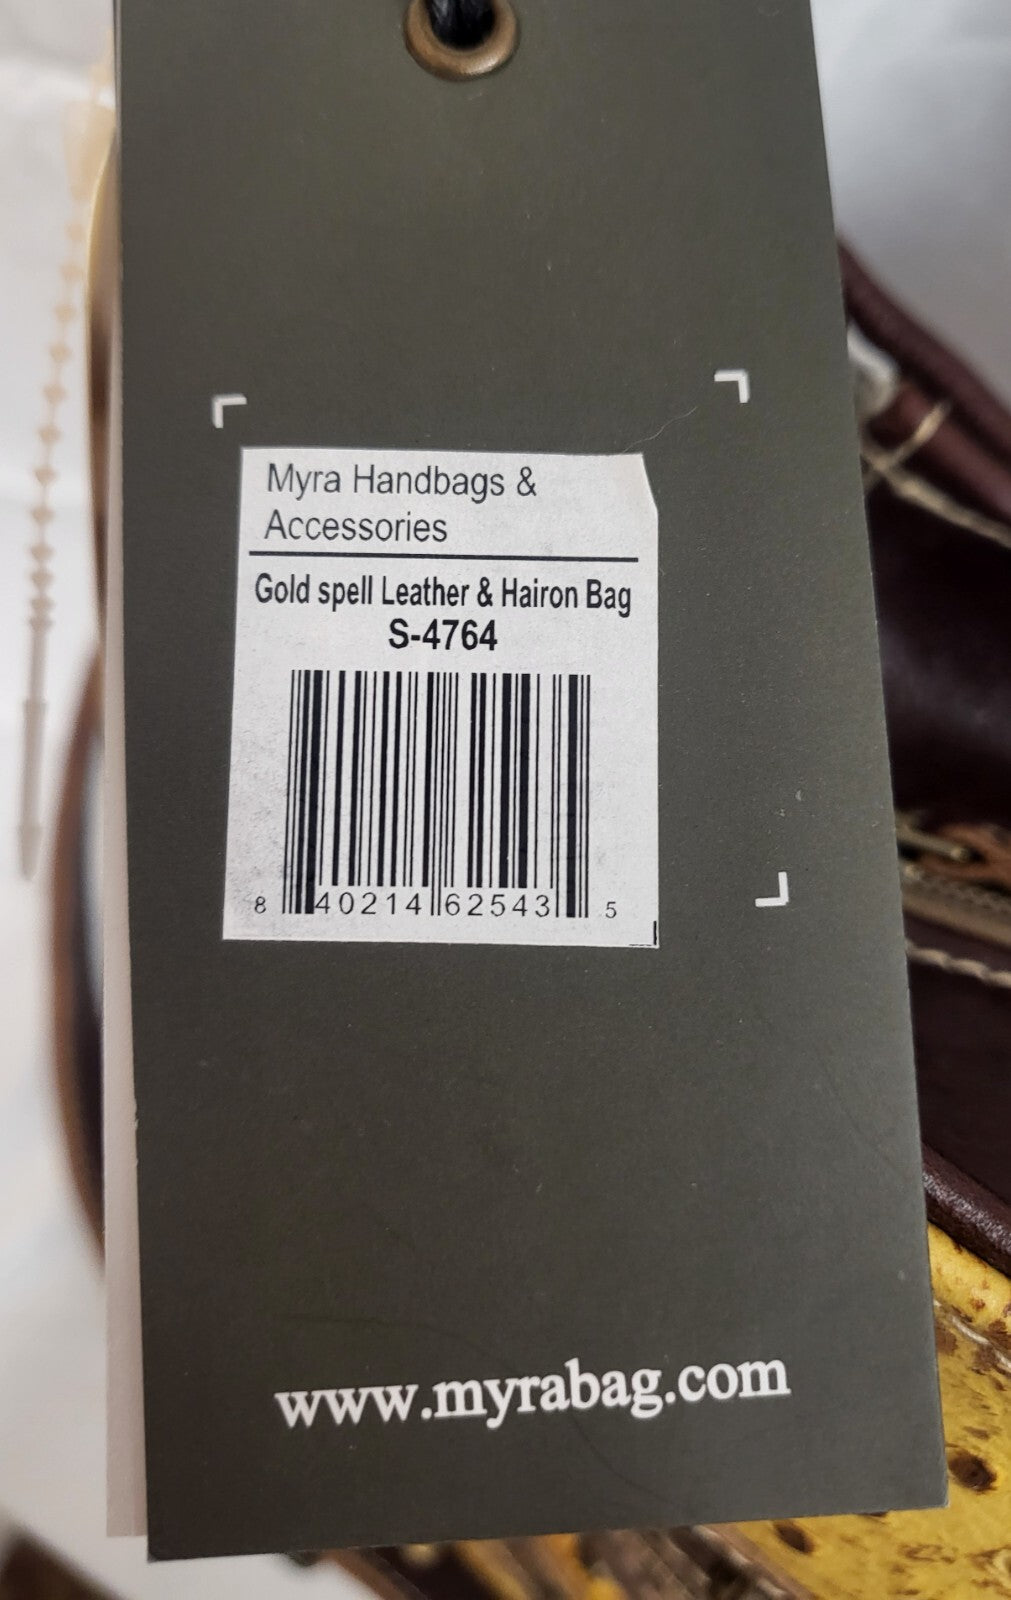 Myra Handbags &
Accessories
Gold spell Leather & Hairon Bag
S-4764
8 40214 62543 5
www.myrabag.com